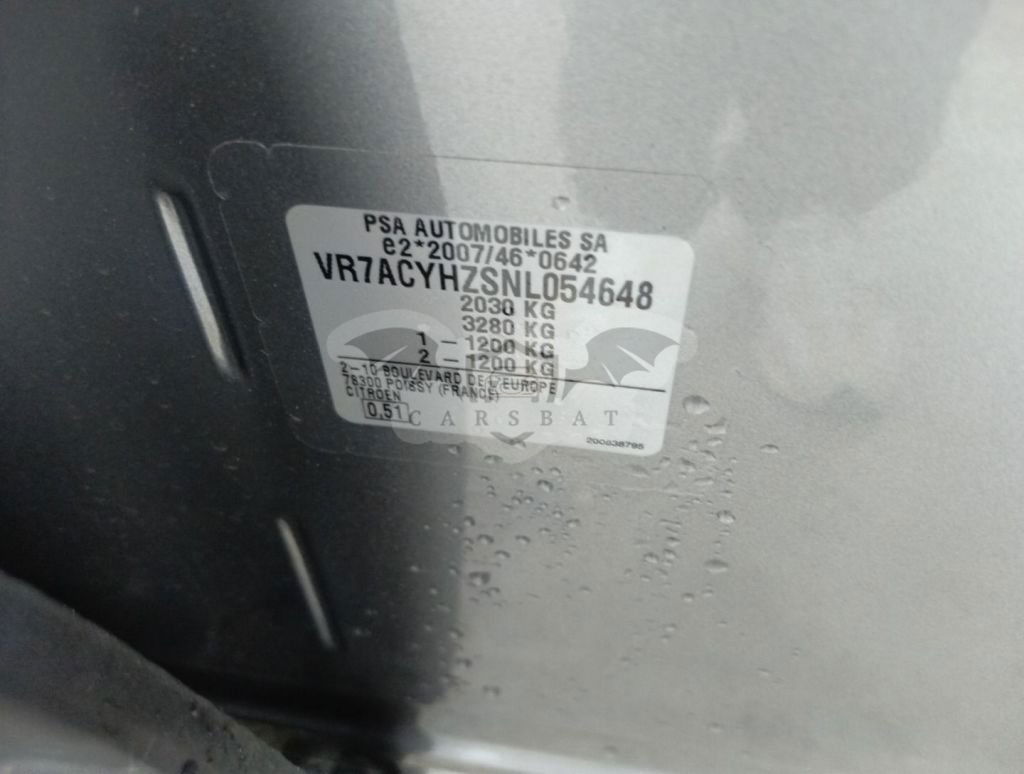 PSA AUTOMOBILES SA
e2*2007/46*0642
VR7ACYHZSNL054648
2030 KG
3280 KG
1 - 1200 KG
2 - 1200 KG
2-10 BOULEVARD DE L'EUROPE
78300 POISSY (FRANCE)
CITROEN
0,51
CARSBAT
200838795